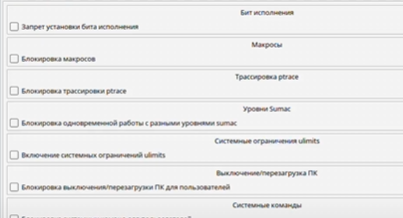 Бит исполнения
Запрет установки бита исполнения
Макросы
Блокировка макросов
Трассировка ptrace
Блокировка трассировки ptrace
Уровни Sumac
Блокировка одновременной работы с разными уровнями sumac
Системные ограничения ulimits
Включение системных ограничений ulimits
Выключение/перезагрузка ПК
Блокировка выключения/перезагрузки ПК для пользователей
Системные команды